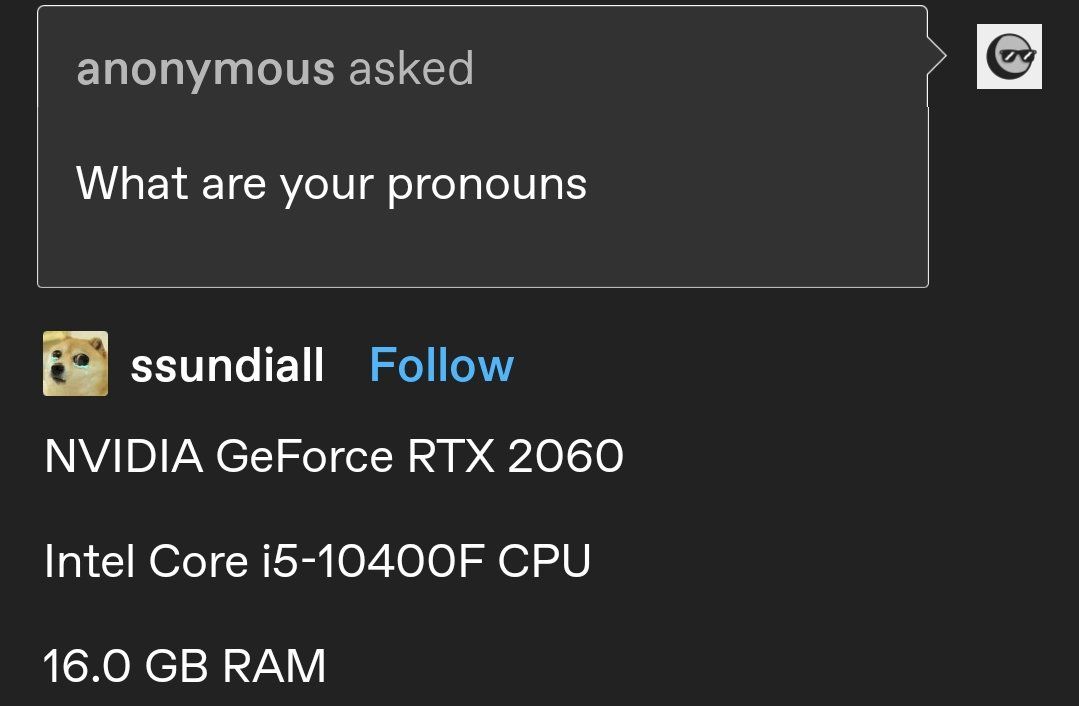 anonymous asked
What are your pronouns
ssundiall Follow
NVIDIA GeForce RTX 2060
Intel Core i5-10400F CPU
16.0 GB RAM